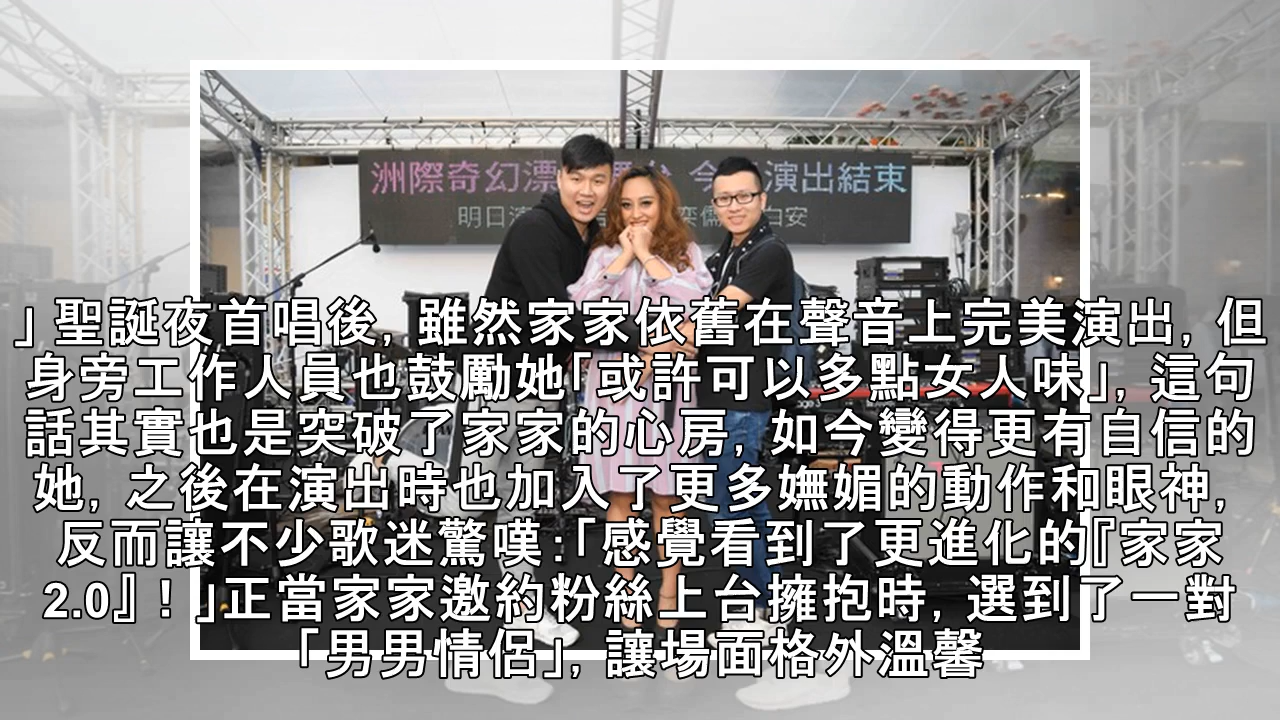 洲際奇幻漂 今 演出結束
明日演 奕儒 白安
」聖誕夜首唱後, 雖然家家依舊在聲音上完美演出, 但
身旁工作人員也鼓勵她「或許可以多點女人味」, 這句
話其實也是突破了家家的心房, 如今變得更有自信的
她, 之後在演出時也加入了更多嫵媚的動作和眼神,
反而讓不少歌迷驚嘆:「感覺看到了更進化的『家家
2.0』！」正當家家邀約粉絲上台擁抱時, 選到了一對
「男男情侶」, 讓場面格外溫馨